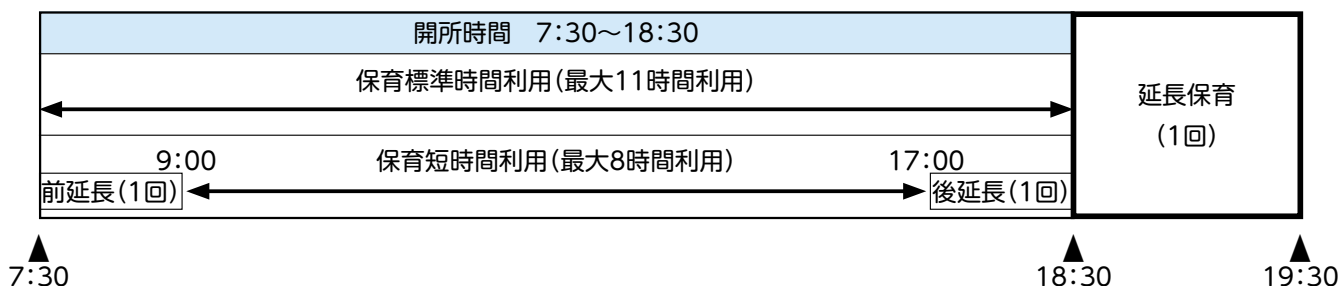 開所時間　7:30～18:30
保育標準時間利用(最大11時間利用)
延長保育
(1回)
9:00　保育短時間利用(最大8時間利用)　17:00
前延長(1回)　後延長(1回)
7:30　18:30　19:30